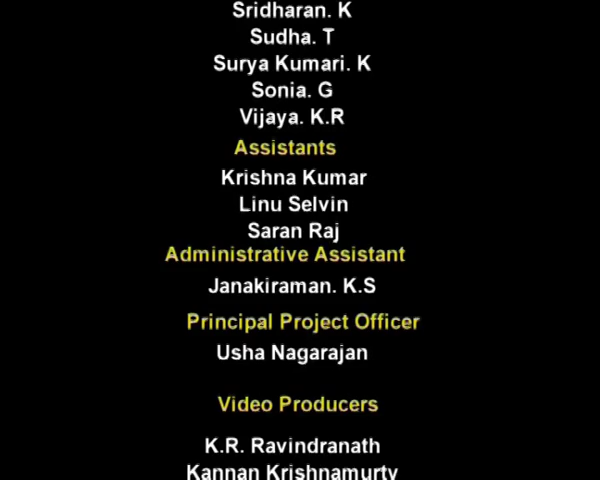 Sridharan. K
Sudha. T
Surya Kumari. K
Sonia. G
Vijaya. K.R
Assistants
Krishna Kumar
Linu Selvin
Saran Raj
Administrative Assistant
Janakiraman. K.S
Principal Project Officer
Usha Nagarajan
Video Producers
K.R. Ravindranath
Kannan Krishnamurty